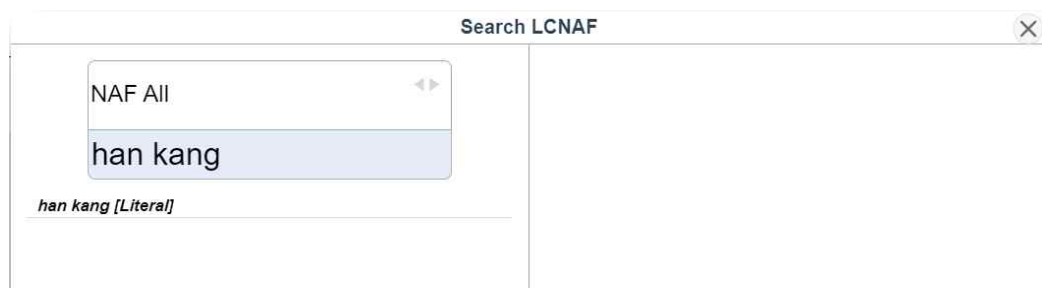 Search LCNAF
NAF All
han kang
han kang [Literal]